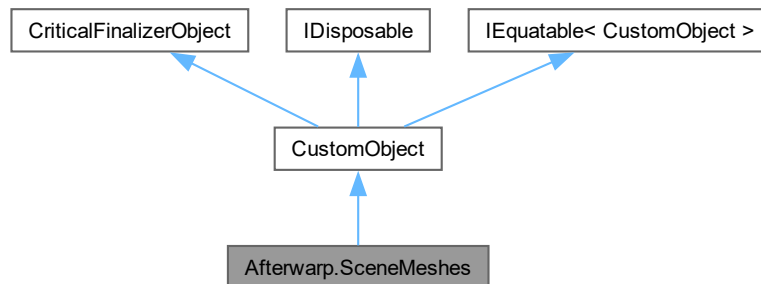 CriticalFinalizerObject
IDisposable
IEquatable< CustomObject >
CustomObject
Afterwarp.SceneMeshes